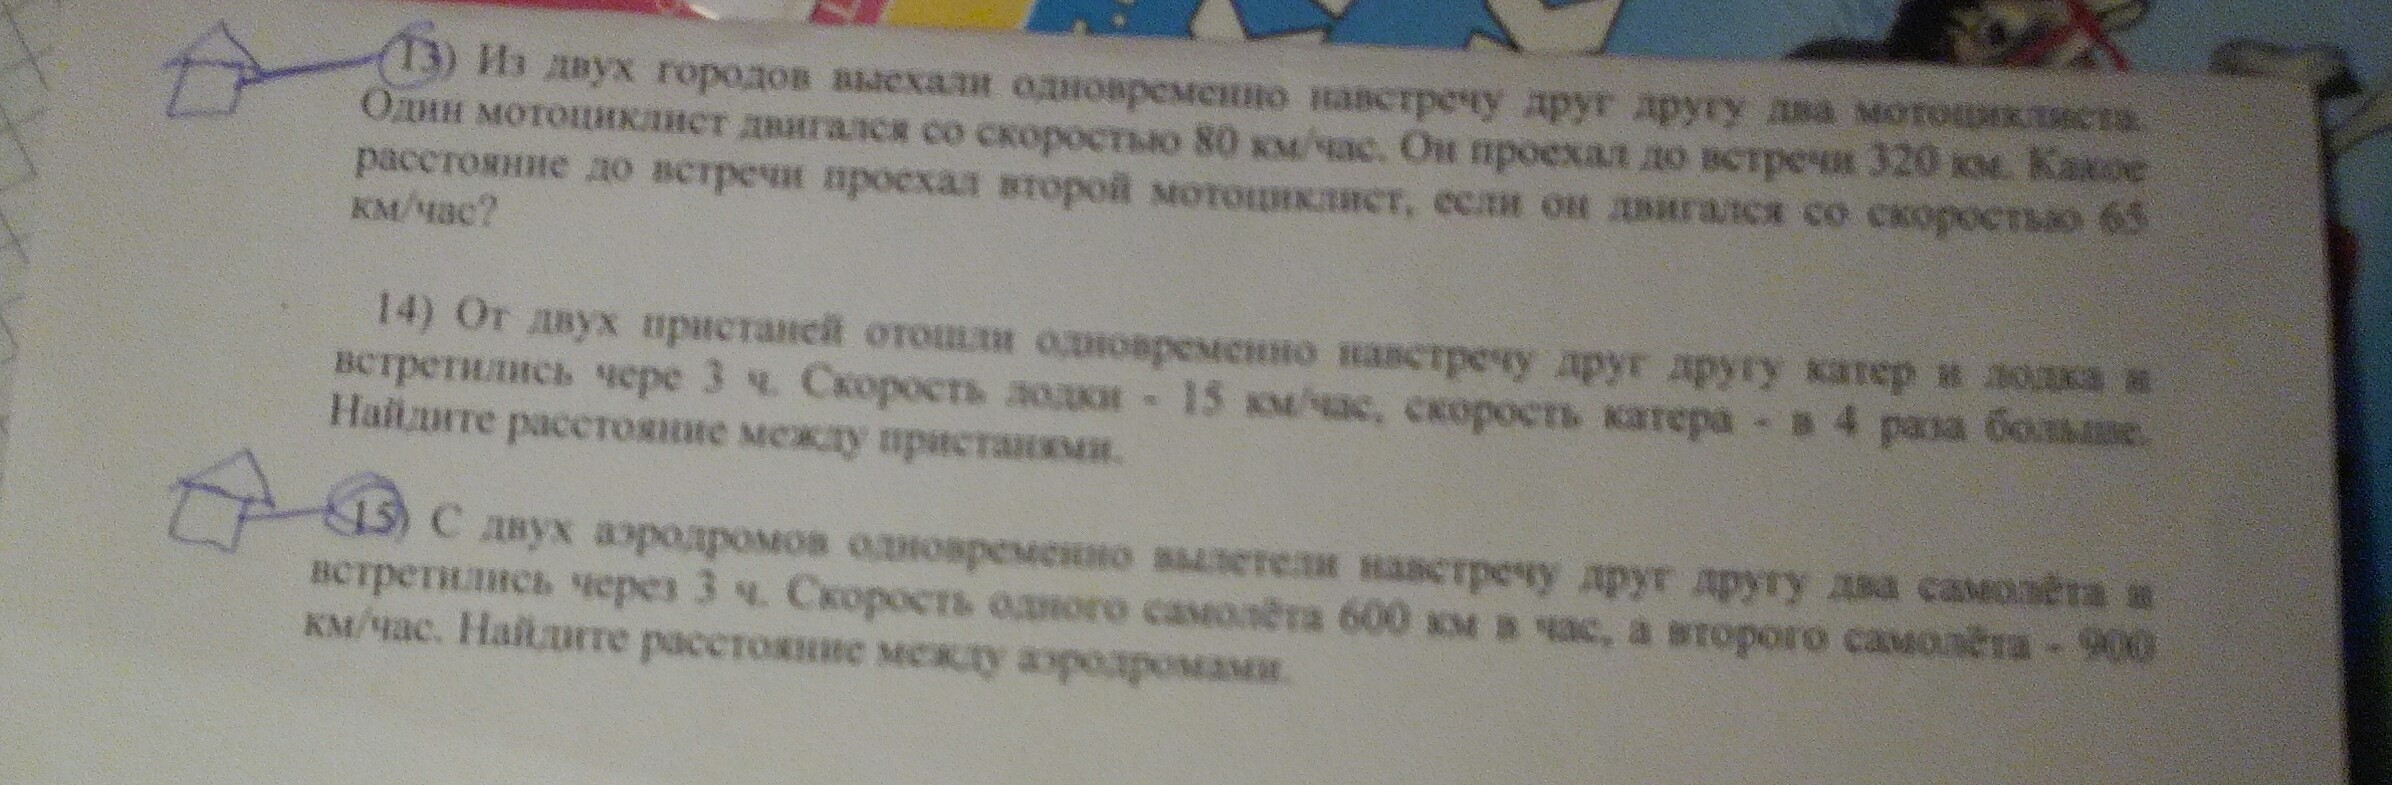 13) Из двух городов выехали одновременно навстречу друг другу два мотоциклиста.
Один мотоциклист двигался со скоростью 80 км/час. Он проехал до встречи 320 км. Какое
расстояние до встречи проехал второй мотоциклист, если он двигался со скоростью 65
км/час?
14) От двух пристаней отошли одновременно навстречу друг другу катер и лодка и
встретились чере 3 ч. Скорость лодки - 15 км/час, скорость катера - в 4 раза больше.
Найдите расстояние между пристанями.
15) С двух аэродромов одновременно вылетели навстречу друг другу два самолёта и
встретились через 3 ч. Скорость одного самолёта 600 км в час, а второго самолёта - 900
км/час. Найдите расстояние между аэродромами.